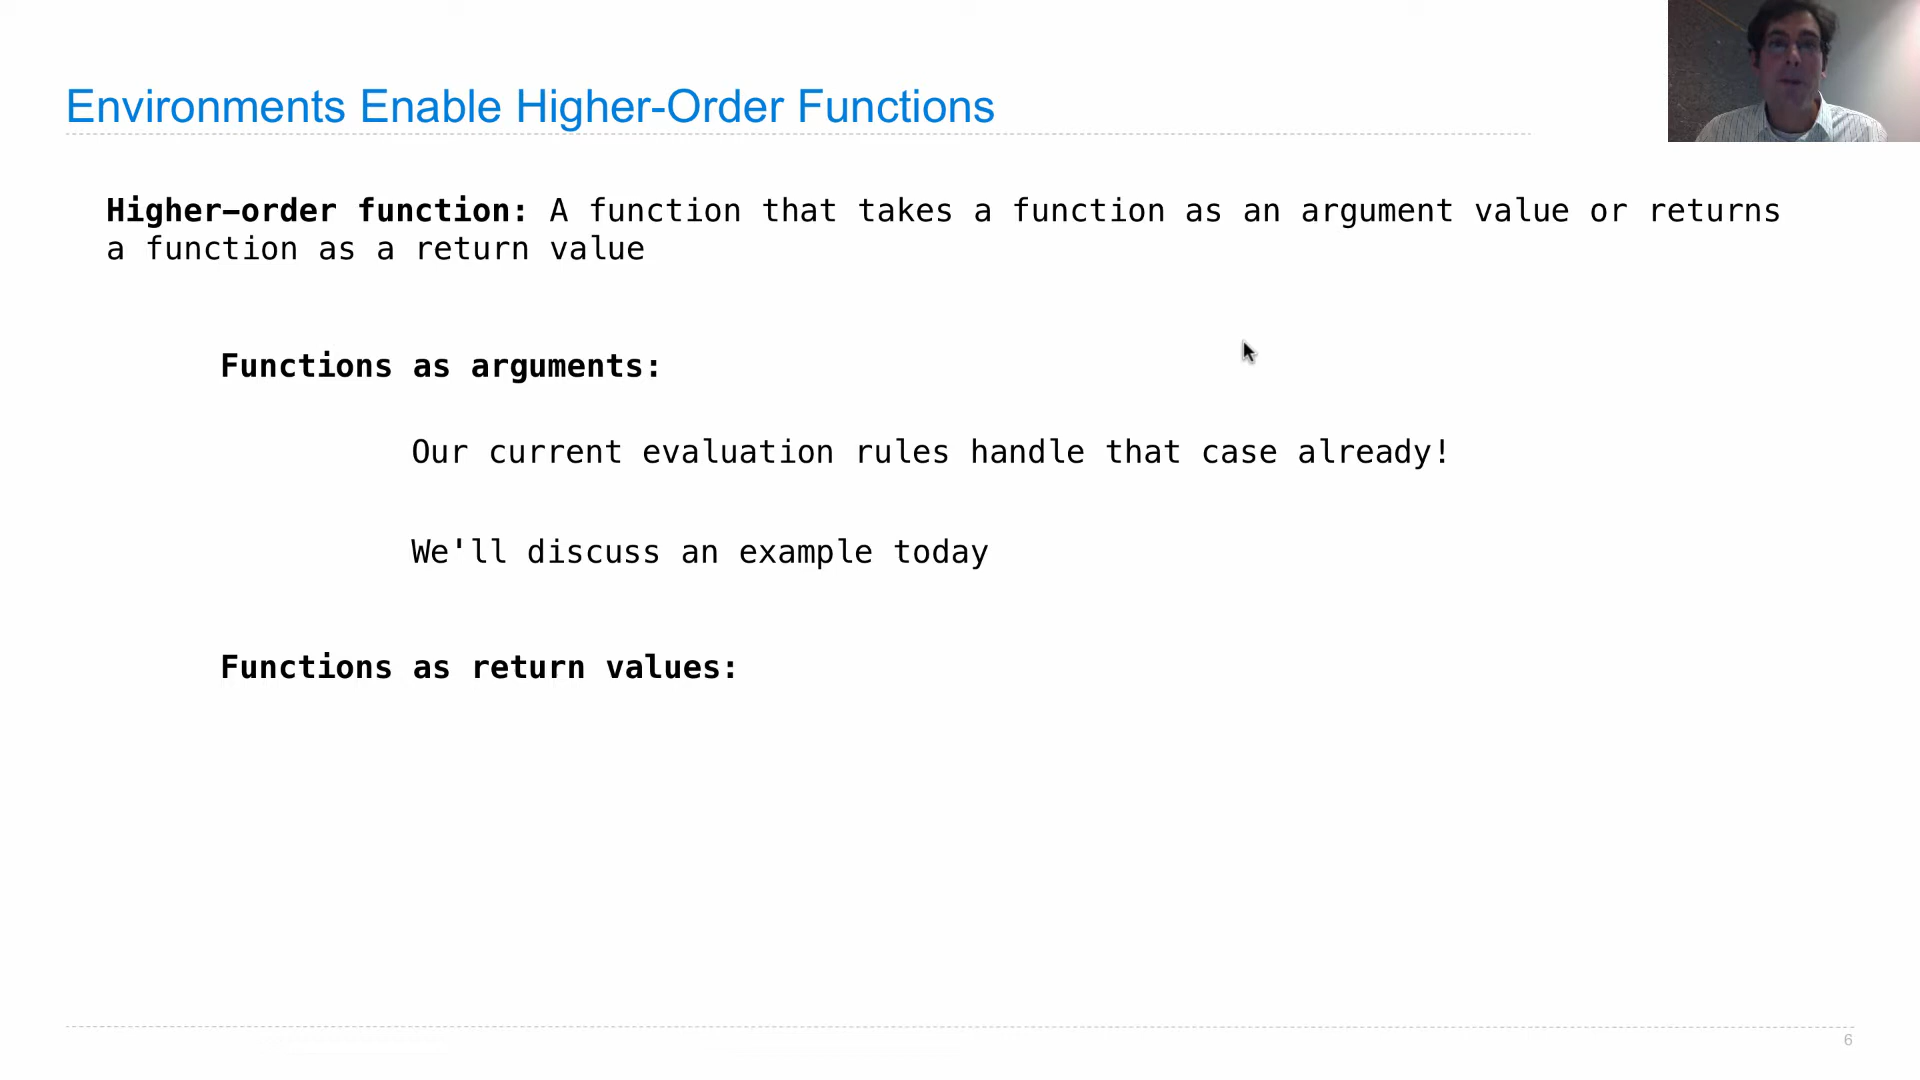 Environments Enable Higher-Order Functions
Higher-order function: A function that takes a function as an argument value or returns
a function as a return value
Functions as arguments:
Our current evaluation rules handle that case already!
We'll discuss an example today
Functions as return values:
6